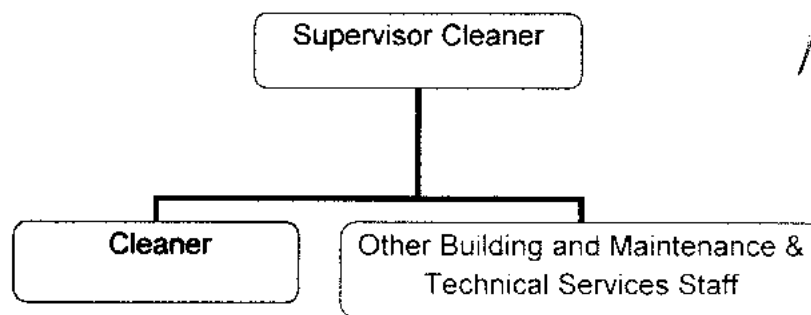 Supervisor Cleaner
Cleaner
Other Building and Maintenance &
Technical Services Staff